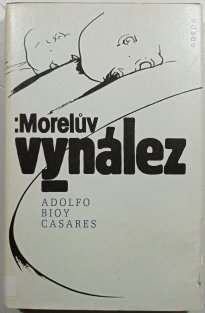 ODEON
:Morelův
vynález
ADOLFO
BIOY
CASARES